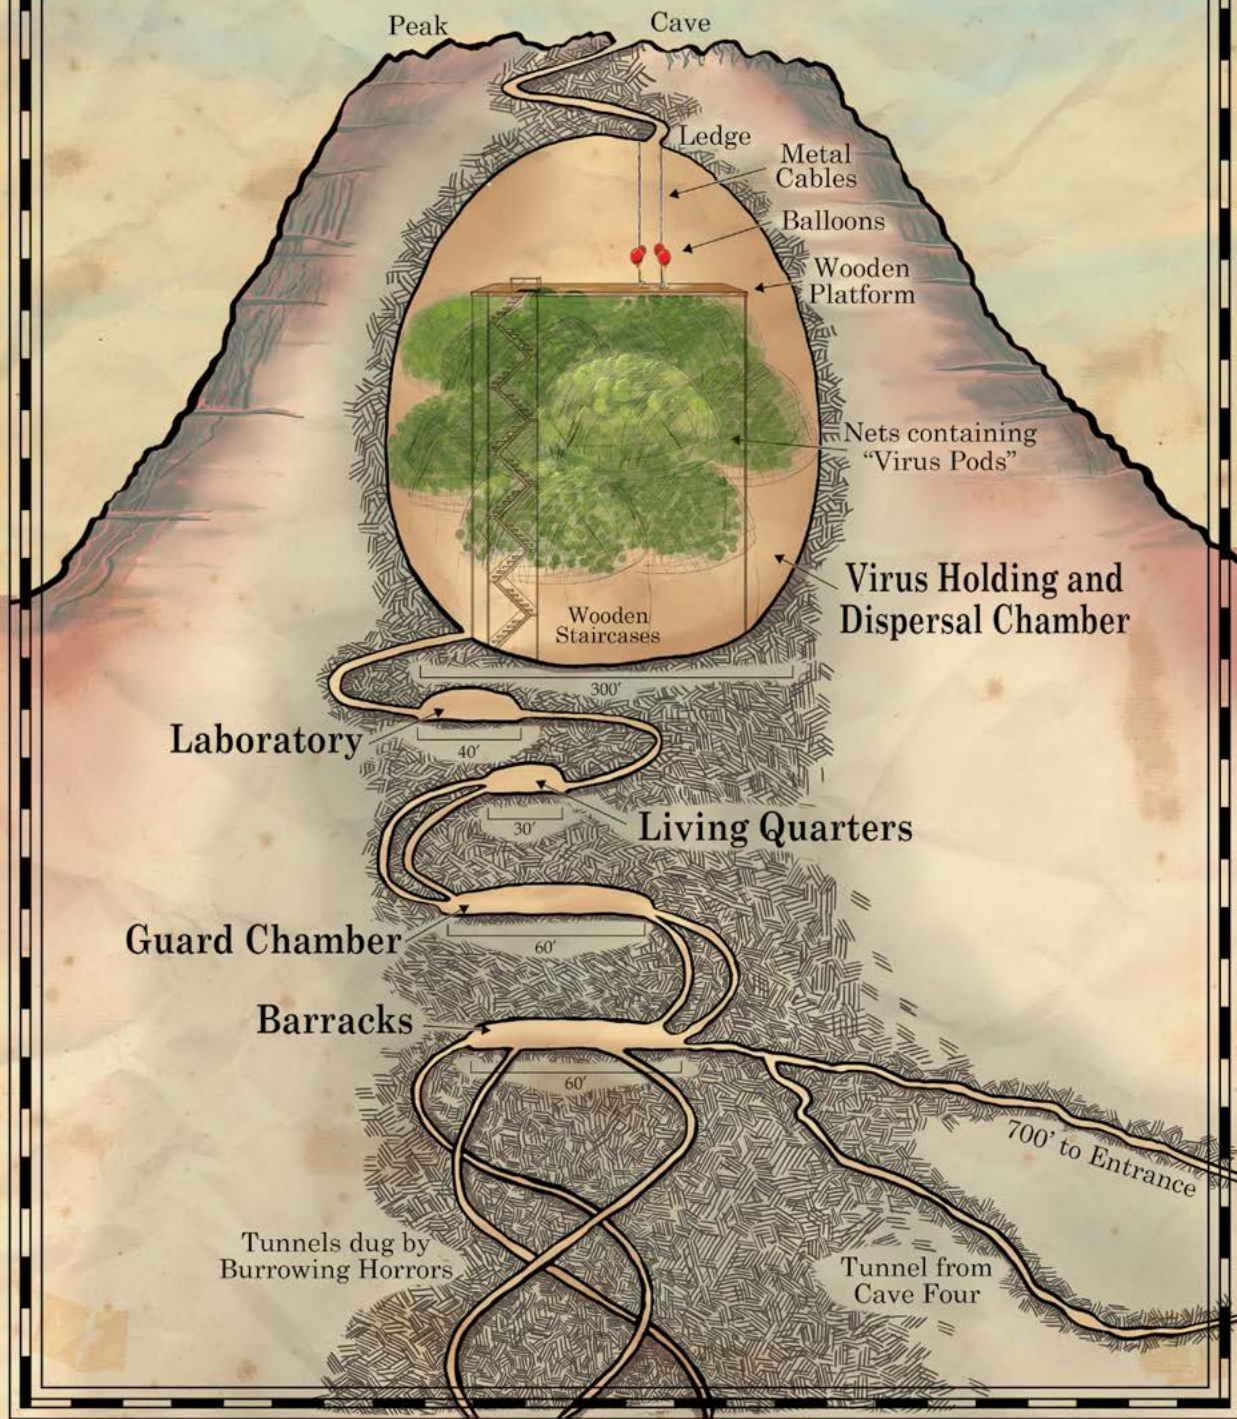 Peak
Cave
Ledge
Metal
Cables
Balloons
Wooden
Platform
Nets containing
“Virus Pods”
Virus Holding and
Dispersal Chamber
Wooden
Staircases
300′
Laboratory
40′
30′
Living Quarters
Guard Chamber
60′
Barracks
60′
700′ to Entrance
Tunnels dug by
Burrowing Horrors
Tunnel from
Cave Four